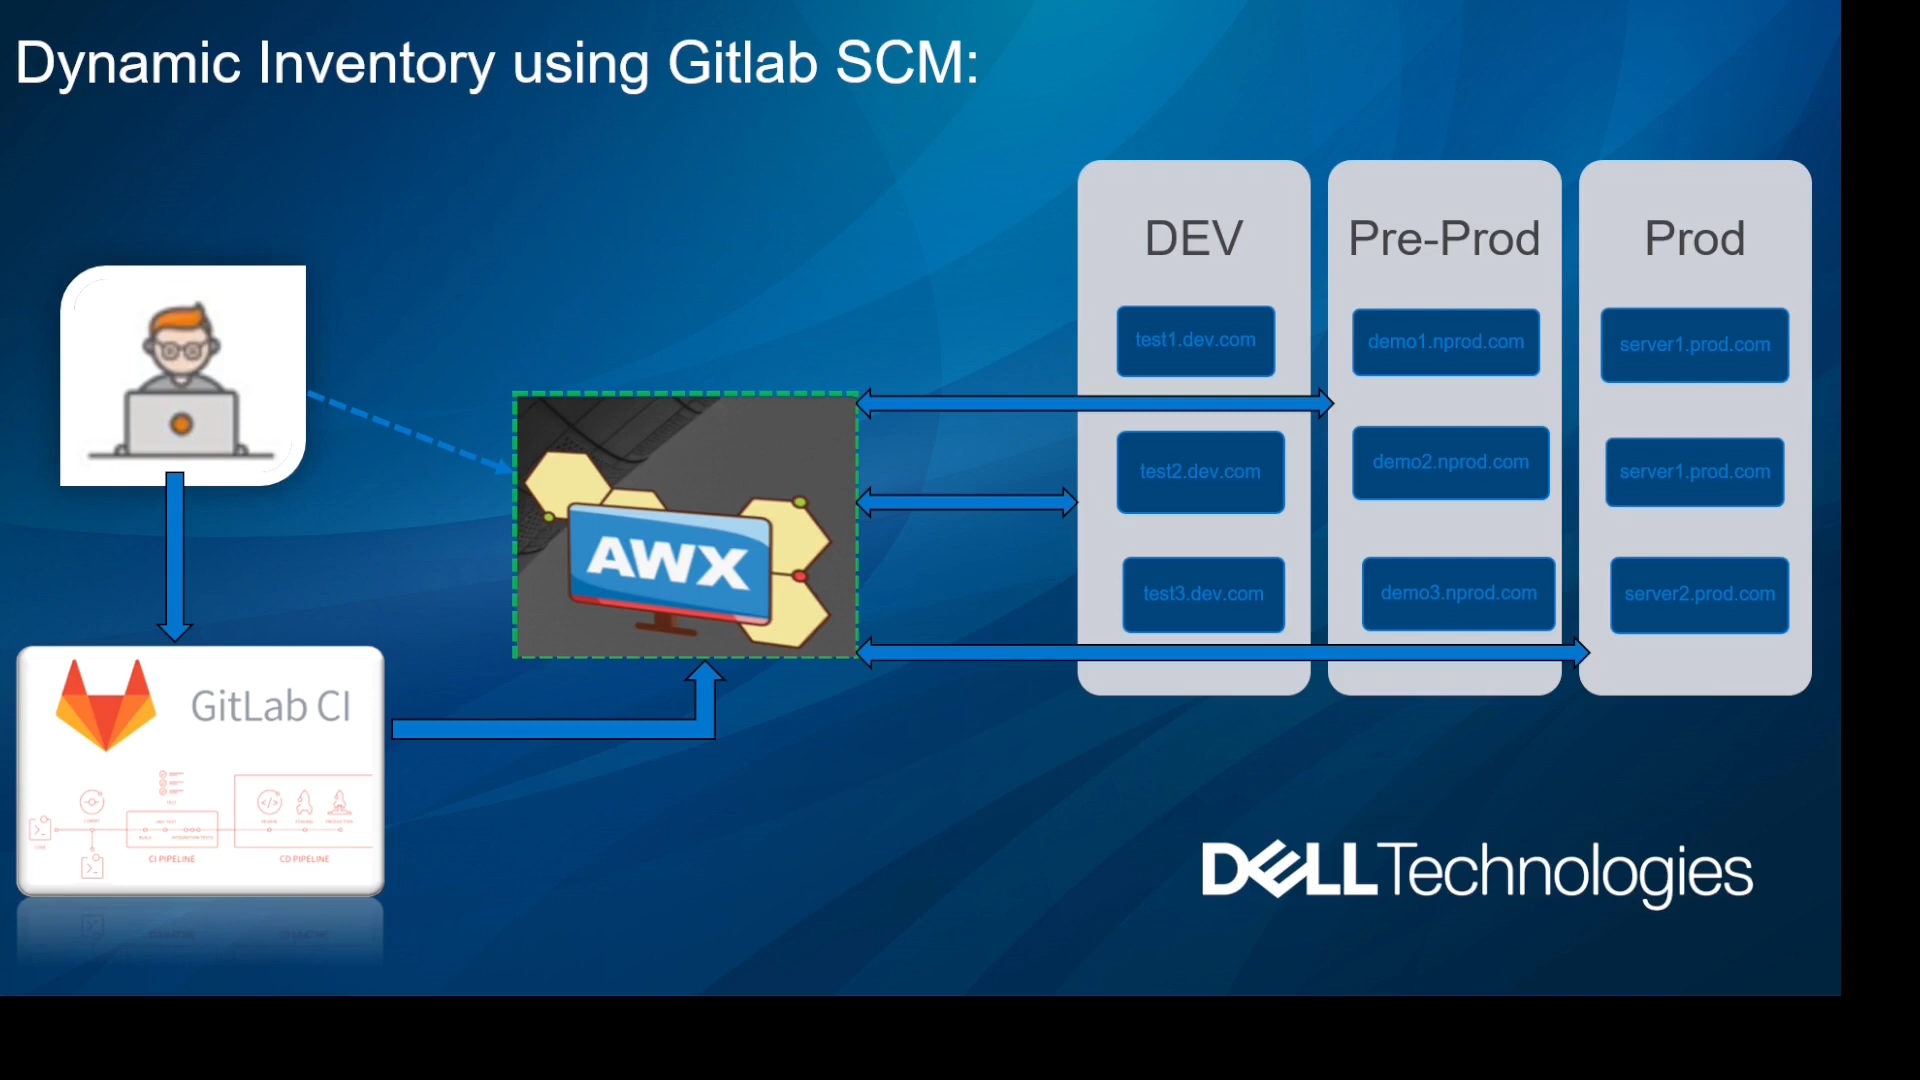 Dynamic Inventory using Gitlab SCM:
DEV
Pre-Prod
Prod
test1.dev.com
demo1.nprod.com
server1.prod.com
test2.dev.com
demo2.nprod.com
server1.prod.com
test3.dev.com
demo3.nprod.com
server2.prod.com
AWX
GitLab CI
TEST
CI PIPELINE
CD PIPELINE
DELL Technologies